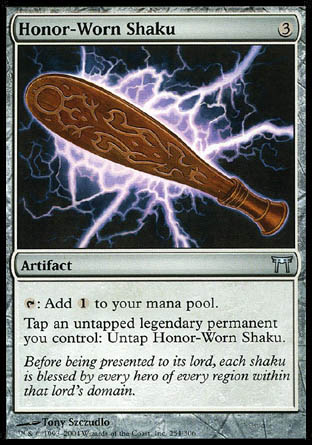 Honor-Worn Shaku 3
Artifact
: Add 1 to your mana pool.
Tap an untapped legendary permanent
you control: Untap Honor-Worn Shaku.
Before being presented to its lord, each shaku
is blessed by every hero of every region within
that lord's domain.
Tony Szczudlo
™ & © 1993–2004 Wizards of the Coast, Inc. 254/306